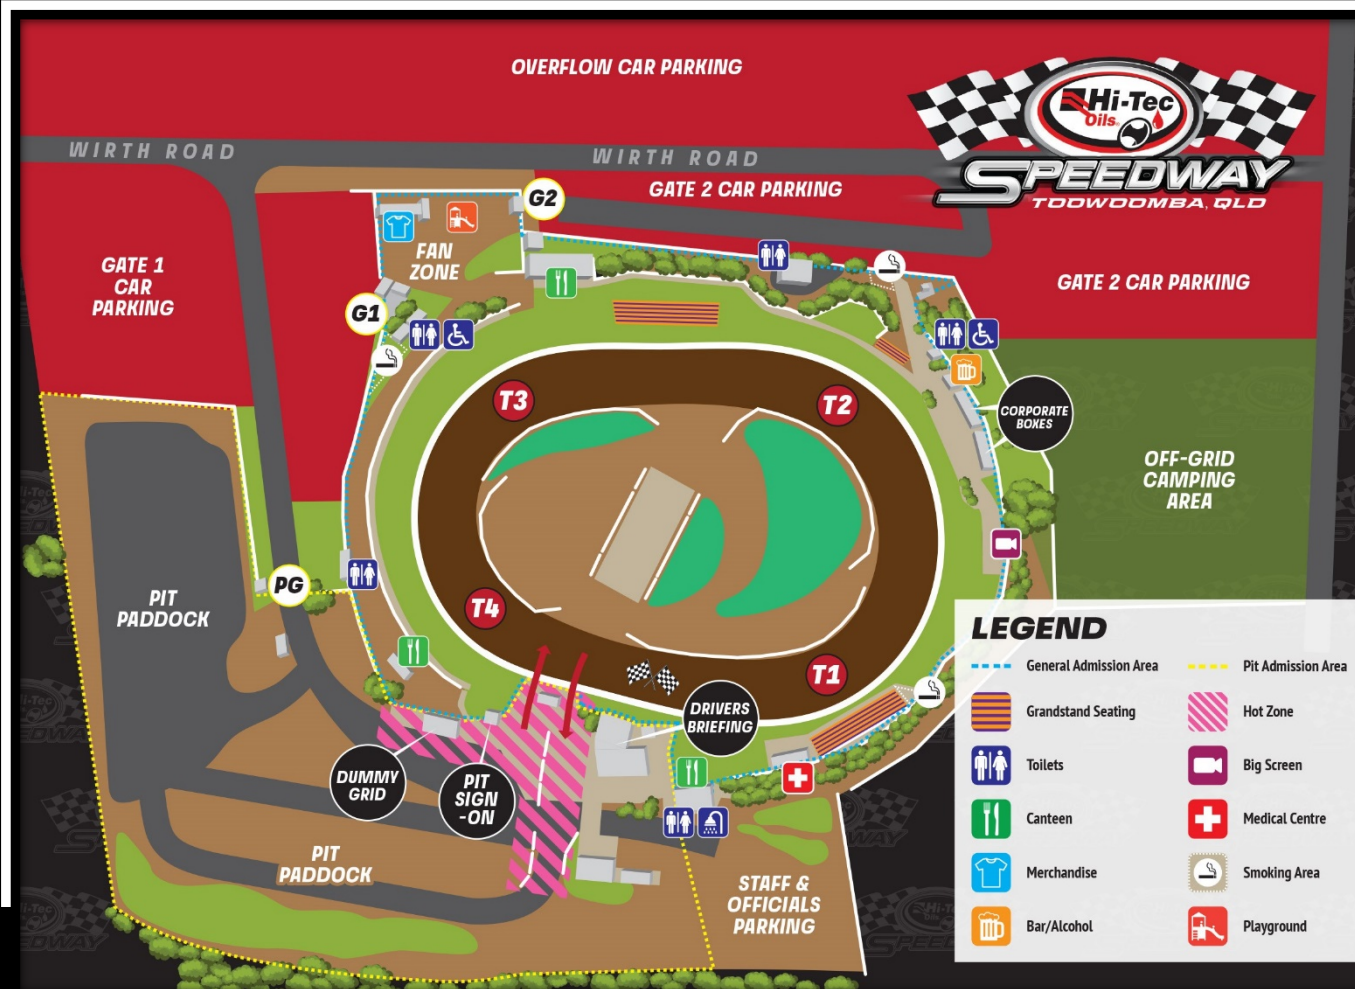 OVERFLOW CAR PARKING
Hi-Tec
Oils
SPEEDWAY
TOOWOOMBA, QLD
WIRTH ROAD
WIRTH ROAD
GATE 2 CAR PARKING
G2
FAN
ZONE
GATE 1
CAR
PARKING
G1
GATE 2 CAR PARKING
T3
T2
CORPORATE
BOXES
OFF-GRID
CAMPING
AREA
PG
PIT
PADDOCK
T4
T1
DRIVERS
BRIEFING
DUMMY
GRID
PIT
SIGN
-ON
PIT
PADDOCK
STAFF &
OFFICIALS
PARKING
LEGEND
General Admission Area
Pit Admission Area
Grandstand Seating
Hot Zone
Toilets
Big Screen
Canteen
Medical Centre
Merchandise
Smoking Area
Bar/Alcohol
Playground